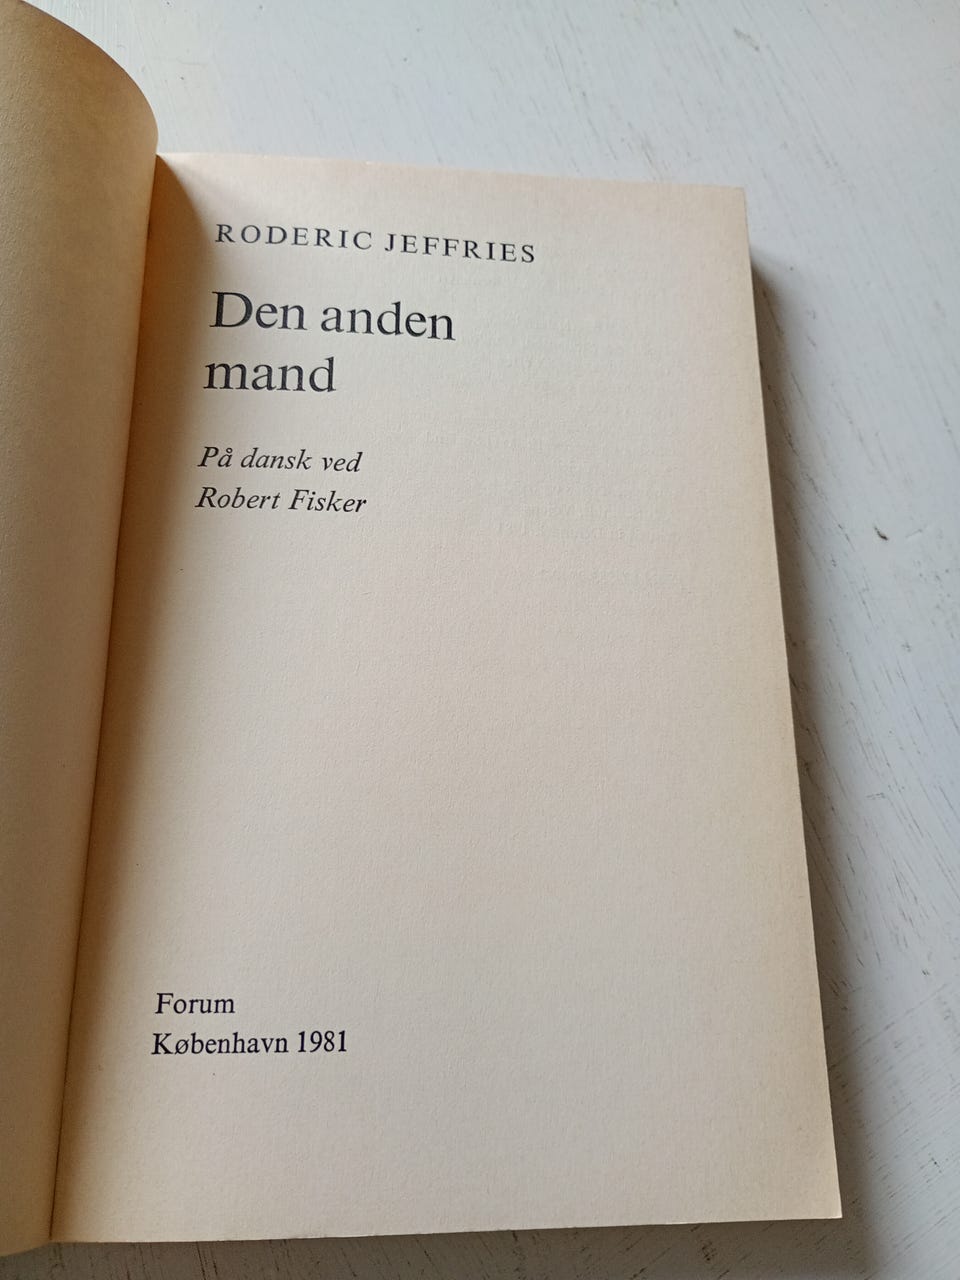 RODERIC JEFFRIES
Den anden
mand
På dansk ved
Robert Fisker
Forum
København 1981